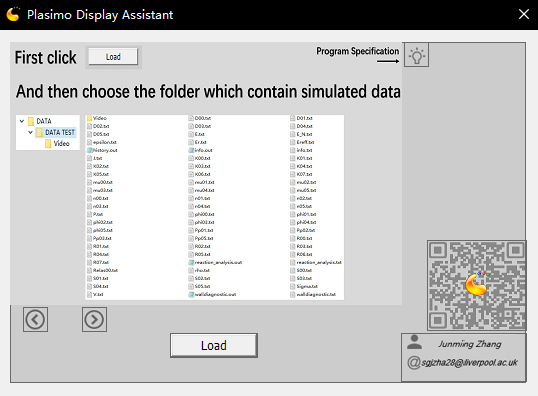 Plasimo Display Assistant
First click
Load
Program Specification
And then choose the folder which contain simulated data
DATA
DATA TEST
Video
Video
D00.txt
D01.txt
D02.txt
D03.txt
D04.txt
D05.txt
E.txt
E_N.txt
epsilon.txt
Er.txt
Ereff.txt
history.out
info.out
info.txt
J.txt
K00.txt
K01.txt
K02.txt
K03.txt
K04.txt
K05.txt
K06.txt
K07.txt
mu00.txt
mu01.txt
mu02.txt
mu03.txt
mu04.txt
mu05.txt
n00.txt
n01.txt
n02.txt
n03.txt
n04.txt
n05.txt
P.txt
phi00.txt
phi01.txt
phi02.txt
phi03.txt
phi04.txt
phi05.txt
Pp01.txt
Pp02.txt
Pp03.txt
Pp05.txt
R00.txt
R01.txt
R02.txt
R03.txt
R04.txt
R05.txt
R06.txt
R07.txt
reaction_analysis.out
reaction_analysis.txt
Relas00.txt
rho.txt
S00.txt
S01.txt
S02.txt
S03.txt
S04.txt
S05.txt
Sigma.txt
V.txt
walldiagnostic.out
walldiagnostic.txt
Load
Junming Zhang
@sgjzha28@liverpool.ac.uk